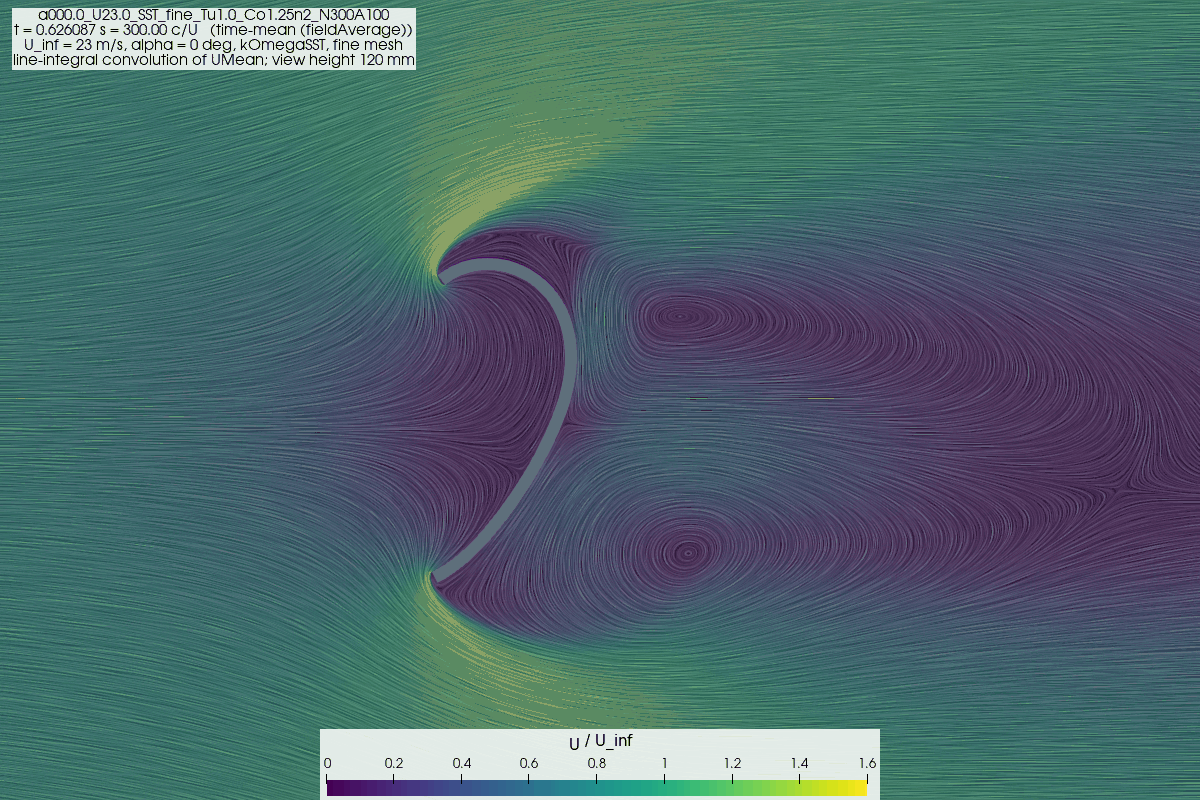 a000.0_U23.0_SST_fine_Tu1.0_Co1.25n2_N300A100
t = 0.626087 s = 300.00 c/U (time-mean (fieldAverage))
U_inf = 23 m/s, alpha = 0 deg, kOmegaSST, fine mesh
line-integral convolution of UMean; view height 120 mm
U / U_inf
0 0.2 0.4 0.6 0.8 1 1.2 1.4 1.6